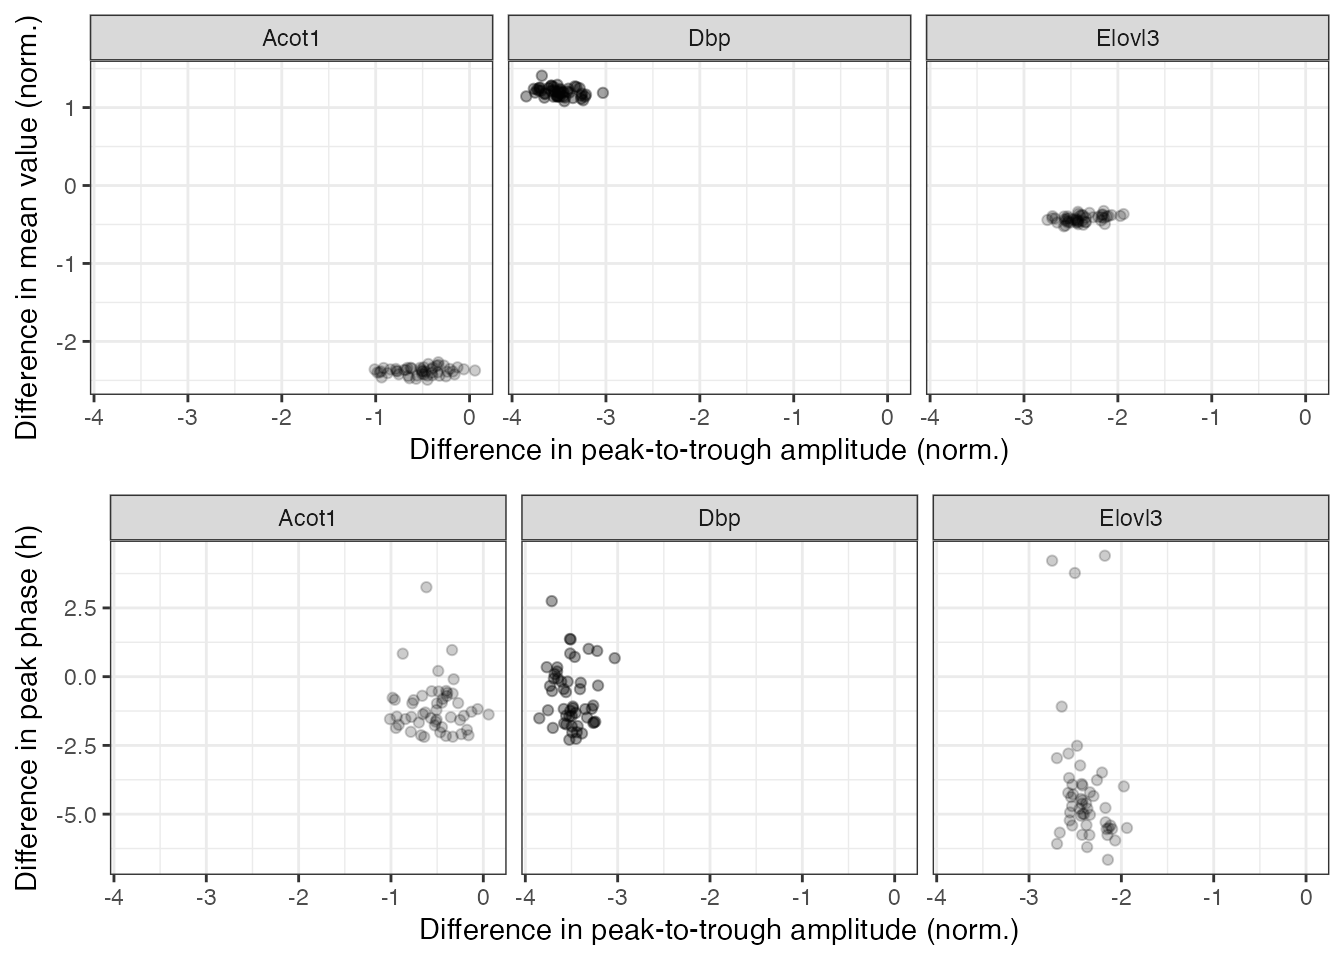 Acot1 Dbp Elovl3
Difference in mean value (norm.)
1
0
-1
-2
-4 -3 -2 -1 0 -4 -3 -2 -1 0 -4 -3 -2 -1 0
Difference in peak-to-trough amplitude (norm.)
Acot1 Dbp Elovl3
Difference in peak phase (h)
2.5
0.0
-2.5
-5.0
-4 -3 -2 -1 0 -4 -3 -2 -1 0 -4 -3 -2 -1 0
Difference in peak-to-trough amplitude (norm.)